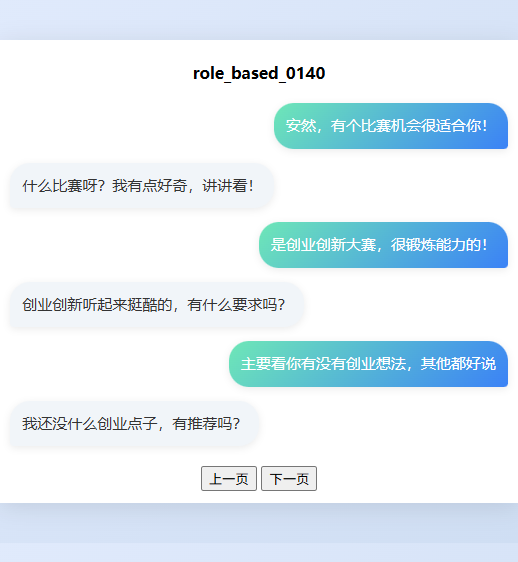 role_based_0140
安然，有个比赛机会很适合你！
什么比赛呀？我有点好奇，讲讲看！
是创业创新大赛，很锻炼能力的！
创业创新听起来挺酷的，有什么要求吗？
主要看你有没有创业想法，其他都好说
我还没什么创业点子，有推荐吗？
上一页 下一页